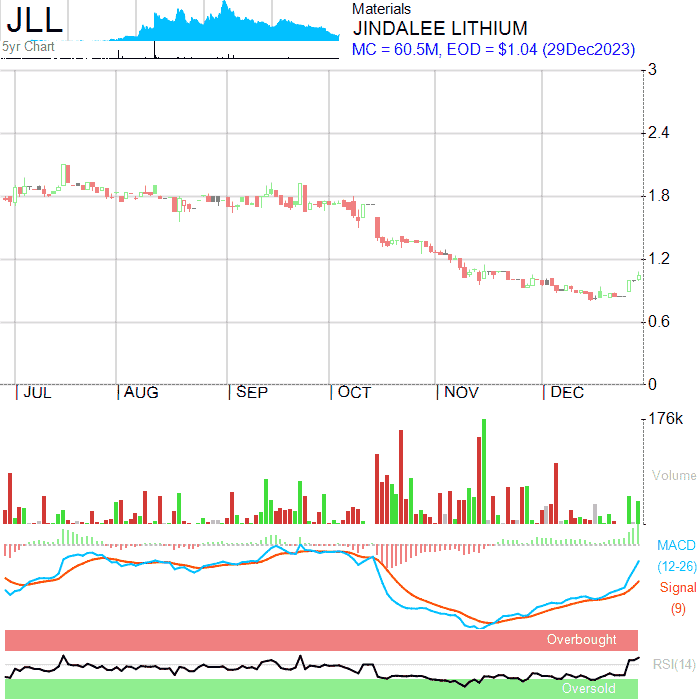 JLL
5yr Chart
Materials
JINDALEE LITHIUM
MC = 60.5M, EOD = $1.04 (29Dec2023)
3
2.4
1.8
1.2
0.6
0
JUL AUG SEP OCT NOV DEC
176k
Volume
MACD
(12-26)
Signal
(9)
Overbought
RSI(14)
Oversold